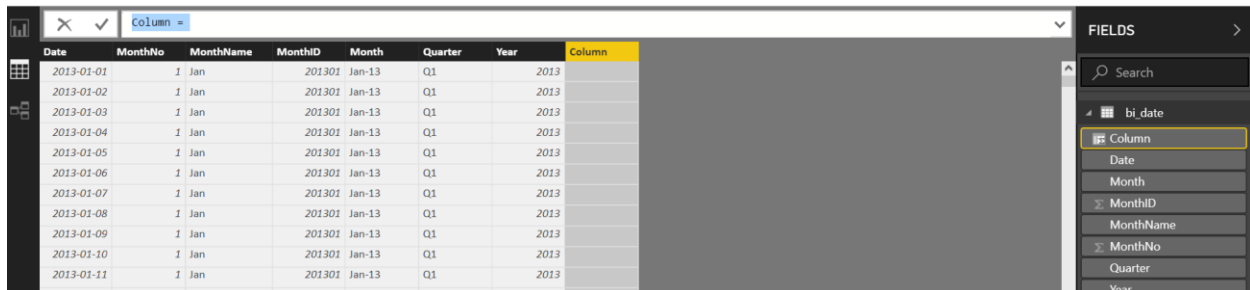 Column =
FIELDS
Search
Date MonthNo MonthName MonthID Month Quarter Year Column
2013-01-01 1 Jan 201301 Jan-13 Q1 2013
2013-01-02 1 Jan 201301 Jan-13 Q1 2013
2013-01-03 1 Jan 201301 Jan-13 Q1 2013
2013-01-04 1 Jan 201301 Jan-13 Q1 2013
2013-01-05 1 Jan 201301 Jan-13 Q1 2013
2013-01-06 1 Jan 201301 Jan-13 Q1 2013
2013-01-07 1 Jan 201301 Jan-13 Q1 2013
2013-01-08 1 Jan 201301 Jan-13 Q1 2013
2013-01-09 1 Jan 201301 Jan-13 Q1 2013
2013-01-10 1 Jan 201301 Jan-13 Q1 2013
2013-01-11 1 Jan 201301 Jan-13 Q1 2013
bi_date
Column
Date
Month
Σ MonthID
MonthName
Σ MonthNo
Quarter
Year